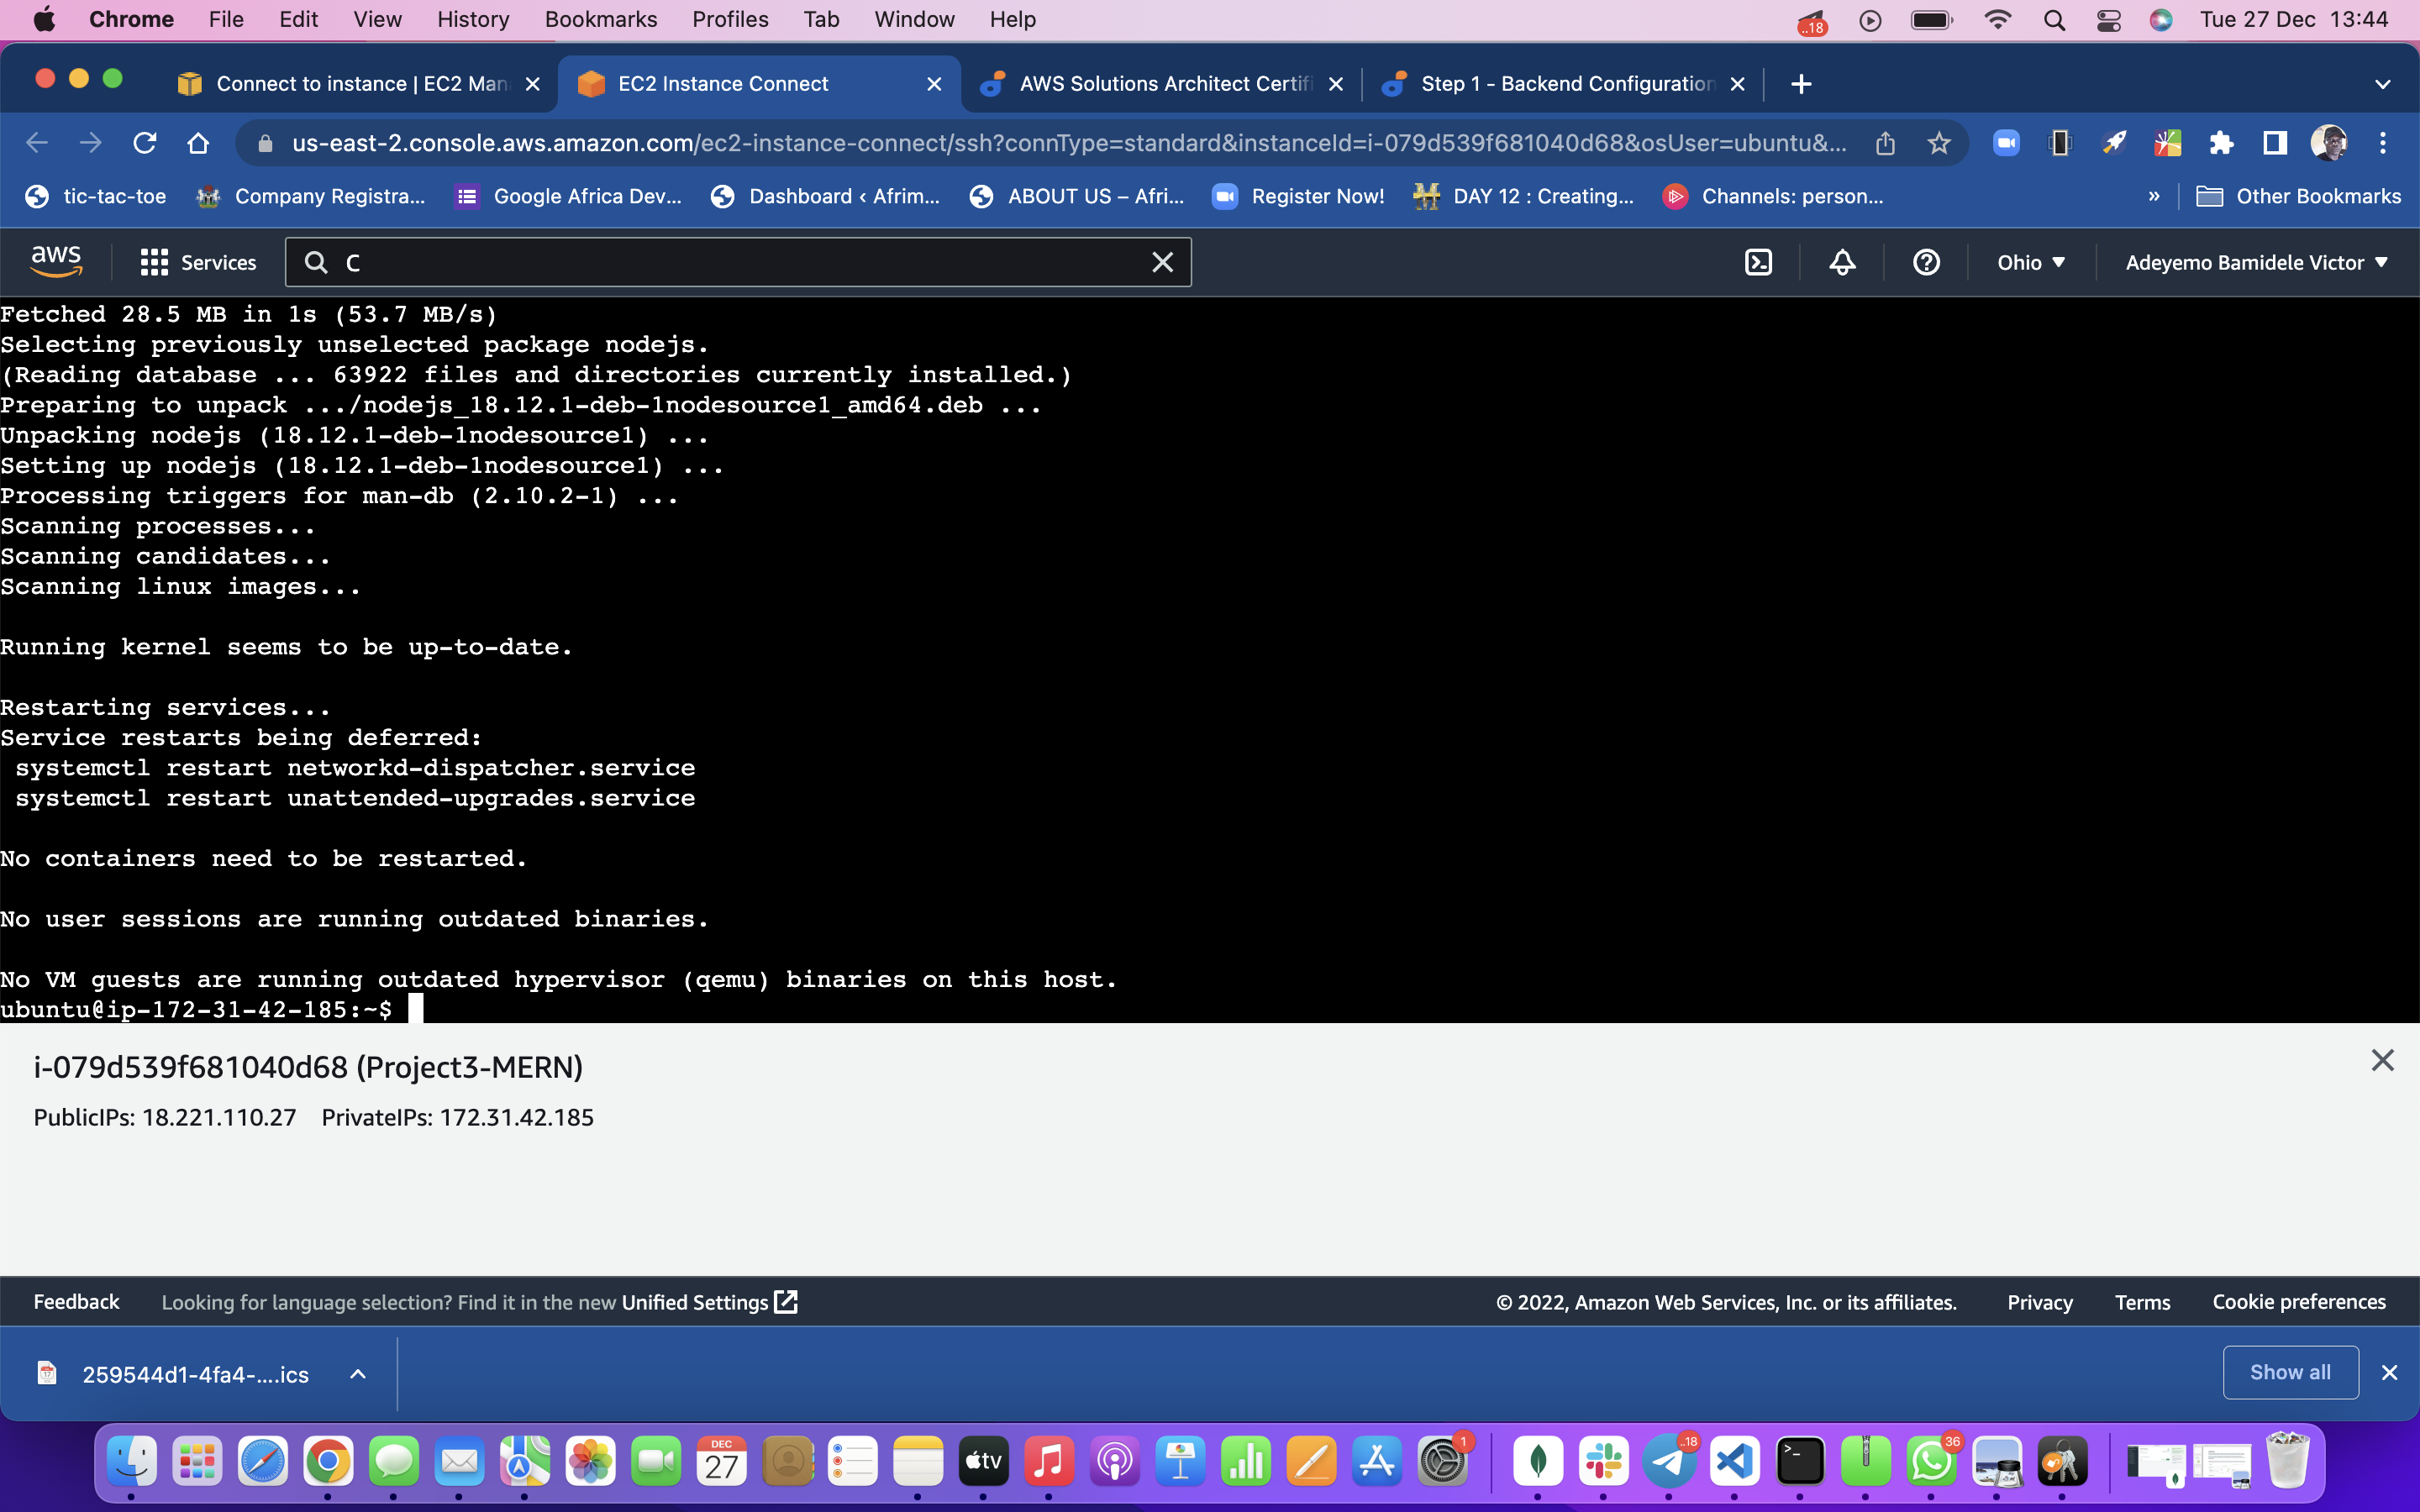 Chrome File Edit View History Bookmarks Profiles Tab Window Help ..18 Tue 27 Dec 13:44
Connect to instance | EC2 Man EC2 Instance Connect AWS Solutions Architect Certifi Step 1 - Backend Configuration
us-east-2.console.aws.amazon.com/ec2-instance-connect/ssh?connType=standard&instanceId=i-079d539f681040d68&osUser=ubuntu&...
tic-tac-toe Company Registra... Google Africa Dev... Dashboard ‹ Afrim... ABOUT US – Afri... Register Now! DAY 12 : Creating... Channels: person... » Other Bookmarks
aws Services C Ohio Adeyemo Bamidele Victor
Fetched 28.5 MB in 1s (53.7 MB/s)
Selecting previously unselected package nodejs.
(Reading database ... 63922 files and directories currently installed.)
Preparing to unpack .../nodejs_18.12.1-deb-1nodesource1_amd64.deb ...
Unpacking nodejs (18.12.1-deb-1nodesource1) ...
Setting up nodejs (18.12.1-deb-1nodesource1) ...
Processing triggers for man-db (2.10.2-1) ...
Scanning processes...
Scanning candidates...
Scanning linux images...
Running kernel seems to be up-to-date.
Restarting services...
Service restarts being deferred:
systemctl restart networkd-dispatcher.service
systemctl restart unattended-upgrades.service
No containers need to be restarted.
No user sessions are running outdated binaries.
No VM guests are running outdated hypervisor (qemu) binaries on this host.
ubuntu@ip-172-31-42-185:~$
i-079d539f681040d68 (Project3-MERN)
PublicIPs: 18.221.110.27 PrivateIPs: 172.31.42.185
Feedback Looking for language selection? Find it in the new Unified Settings © 2022, Amazon Web Services, Inc. or its affiliates. Privacy Terms Cookie preferences
259544d1-4fa4-....ics Show all
DEC
27
tv
1
..18
>_
36